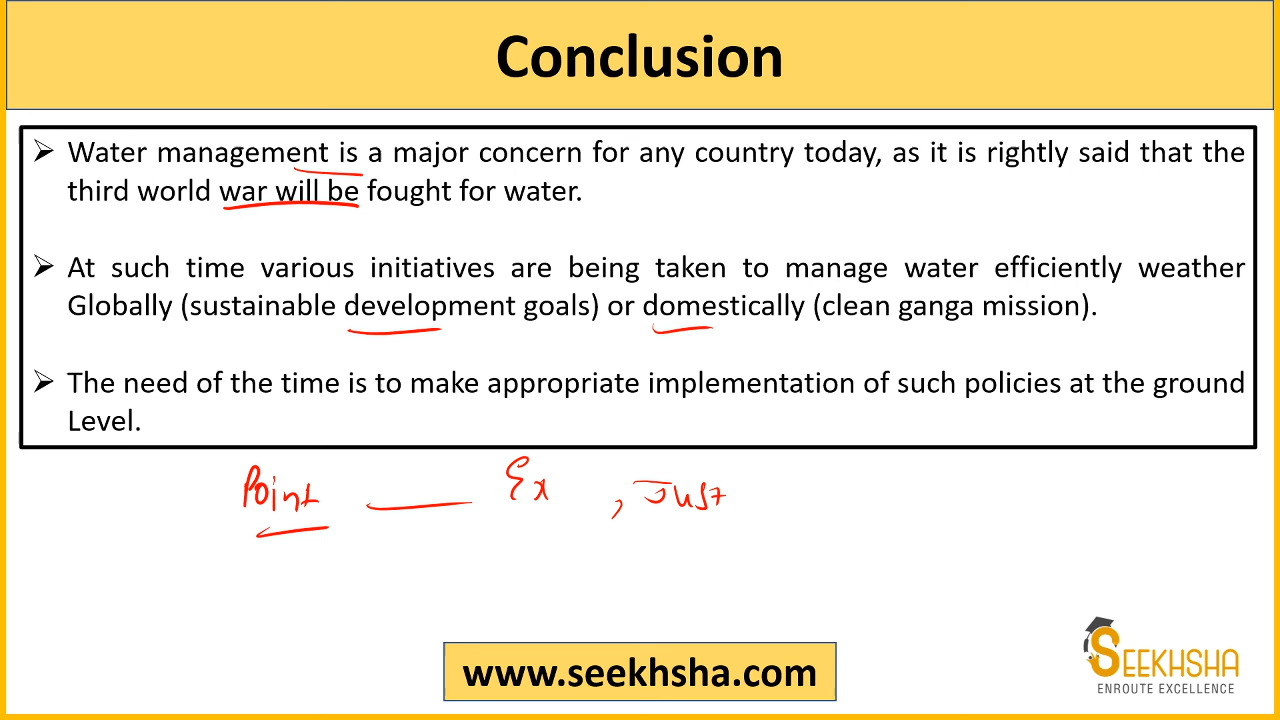 Conclusion
➢ Water management is a major concern for any country today, as it is rightly said that the
third world war will be fought for water.
➢ At such time various initiatives are being taken to manage water efficiently weather
Globally (sustainable development goals) or domestically (clean ganga mission).
➢ The need of the time is to make appropriate implementation of such policies at the ground
Level.
Point — Ex , Just
www.seekhsha.com
SEEKHSHA
ENROUTE EXCELLENCE